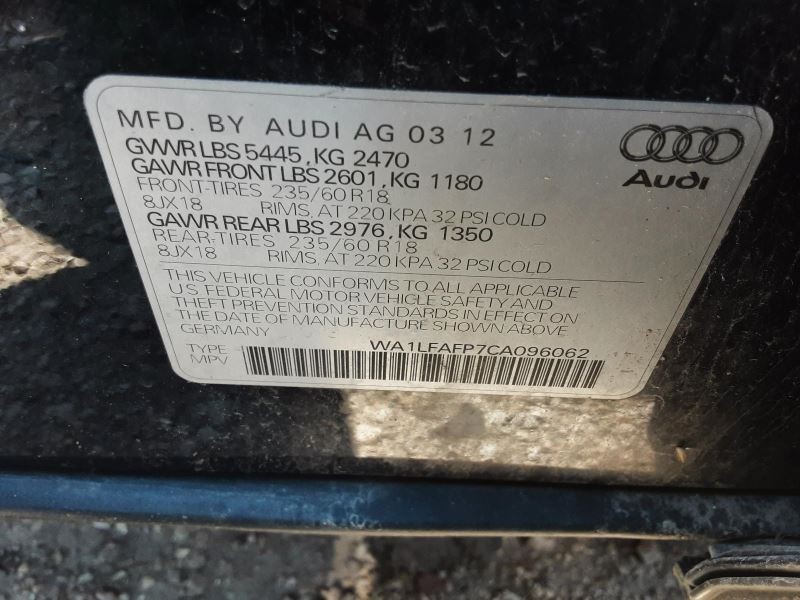 MFD. BY AUDI AG 03 12
GWWR LBS 5445, KG 2470
GAWR FRONT LBS 2601, KG 1180
FRONT-TIRES 235/60 R18
8JX18 RIMS, AT 220 KPA 32 PSI COLD
GAWR REAR LBS 2976, KG 1350
REAR-TIRES 235/60 R18
8JX18 RIMS, AT 220 KPA 32 PSI COLD
Audi
THIS VEHICLE CONFORMS TO ALL APPLICABLE
U.S FEDERAL MOTOR VEHICLE SAFETY AND
THEFT PREVENTION STANDARDS IN EFFECT ON
THE DATE OF MANUFACTURE SHOWN ABOVE
GERMANY
TYPE WA1LFAFP7CA096062
MPV